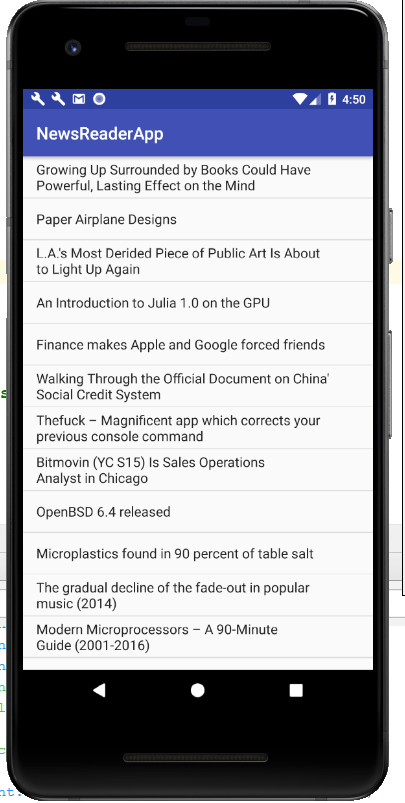 4:50
NewsReaderApp
Growing Up Surrounded by Books Could Have
Powerful, Lasting Effect on the Mind
Paper Airplane Designs
L.A.'s Most Derided Piece of Public Art Is About
to Light Up Again
An Introduction to Julia 1.0 on the GPU
Finance makes Apple and Google forced friends
Walking Through the Official Document on China'
Social Credit System
Thefuck – Magnificent app which corrects your
previous console command
Bitmovin (YC S15) Is Sales Operations
Analyst in Chicago
OpenBSD 6.4 released
Microplastics found in 90 percent of table salt
The gradual decline of the fade-out in popular
music (2014)
Modern Microprocessors – A 90-Minute
Guide (2001-2016)